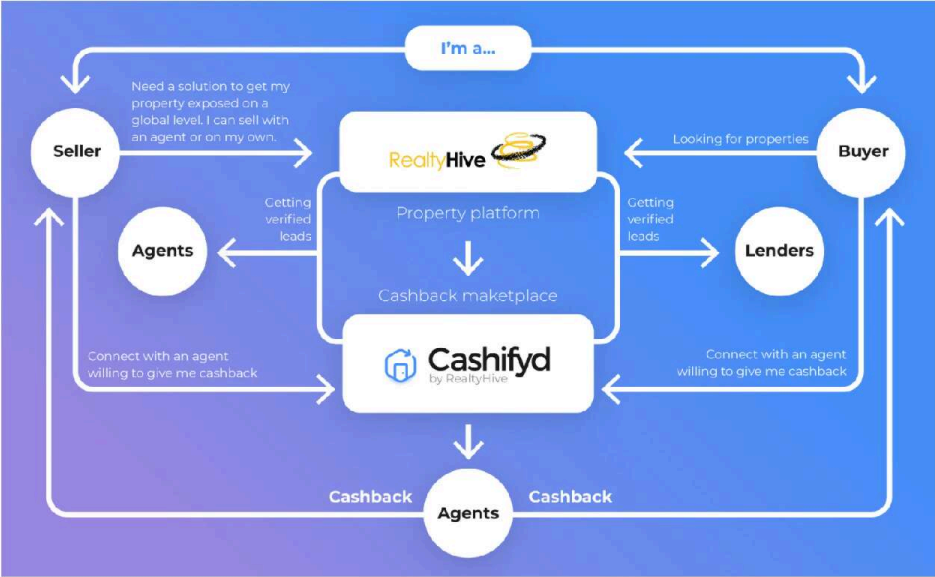 I'm a...
Need a solution to get my
property exposed on a
global level. I can sell with
an agent or on my own.
Seller
RealtyHive
Looking for properties
Buyer
Getting
verified
leads
Property platform
Getting
verified
leads
Agents
Lenders
Cashback marketplace
Connect with an agent
willing to give me cashback
Cashifyd
by RealtyHive
Connect with an agent
willing to give me cashback
Cashback
Agents
Cashback